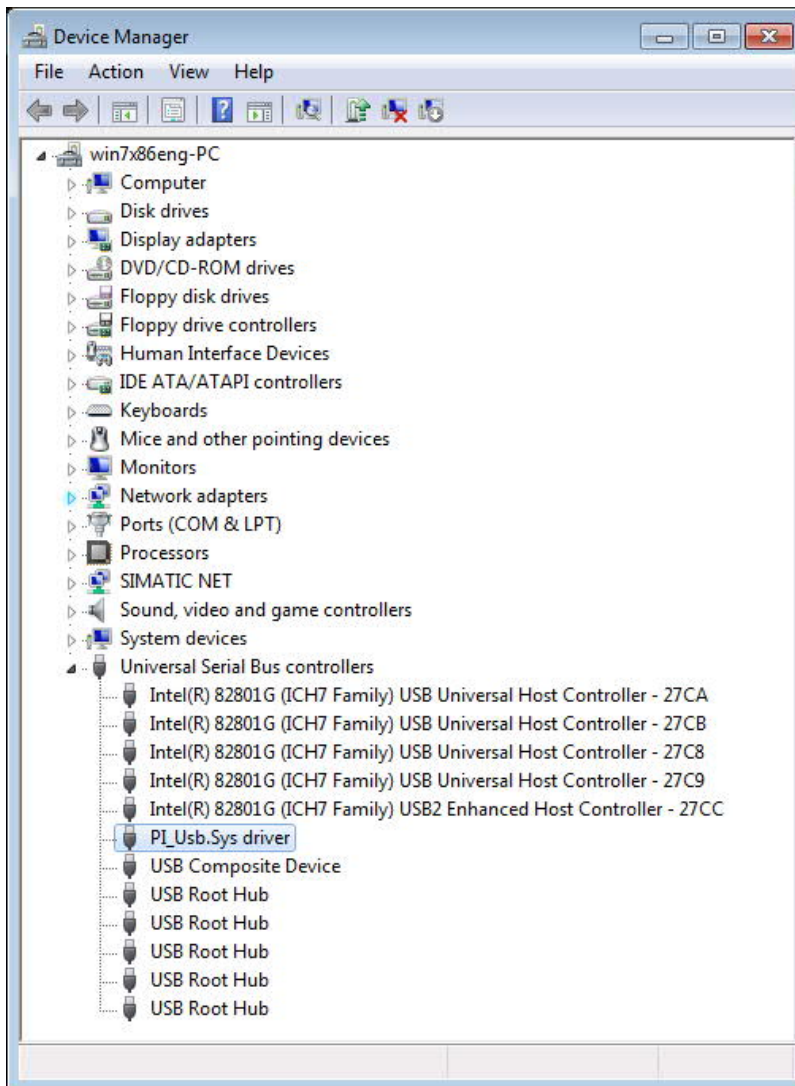 Device Manager
File Action View Help
win7x86eng-PC
Computer
Disk drives
Display adapters
DVD/CD-ROM drives
Floppy disk drives
Floppy drive controllers
Human Interface Devices
IDE ATA/ATAPI controllers
Keyboards
Mice and other pointing devices
Monitors
Network adapters
Ports (COM & LPT)
Processors
SIMATIC NET
Sound, video and game controllers
System devices
Universal Serial Bus controllers
Intel(R) 82801G (ICH7 Family) USB Universal Host Controller - 27CA
Intel(R) 82801G (ICH7 Family) USB Universal Host Controller - 27CB
Intel(R) 82801G (ICH7 Family) USB Universal Host Controller - 27C8
Intel(R) 82801G (ICH7 Family) USB Universal Host Controller - 27C9
Intel(R) 82801G (ICH7 Family) USB2 Enhanced Host Controller - 27CC
PI_Usb.Sys driver
USB Composite Device
USB Root Hub
USB Root Hub
USB Root Hub
USB Root Hub
USB Root Hub